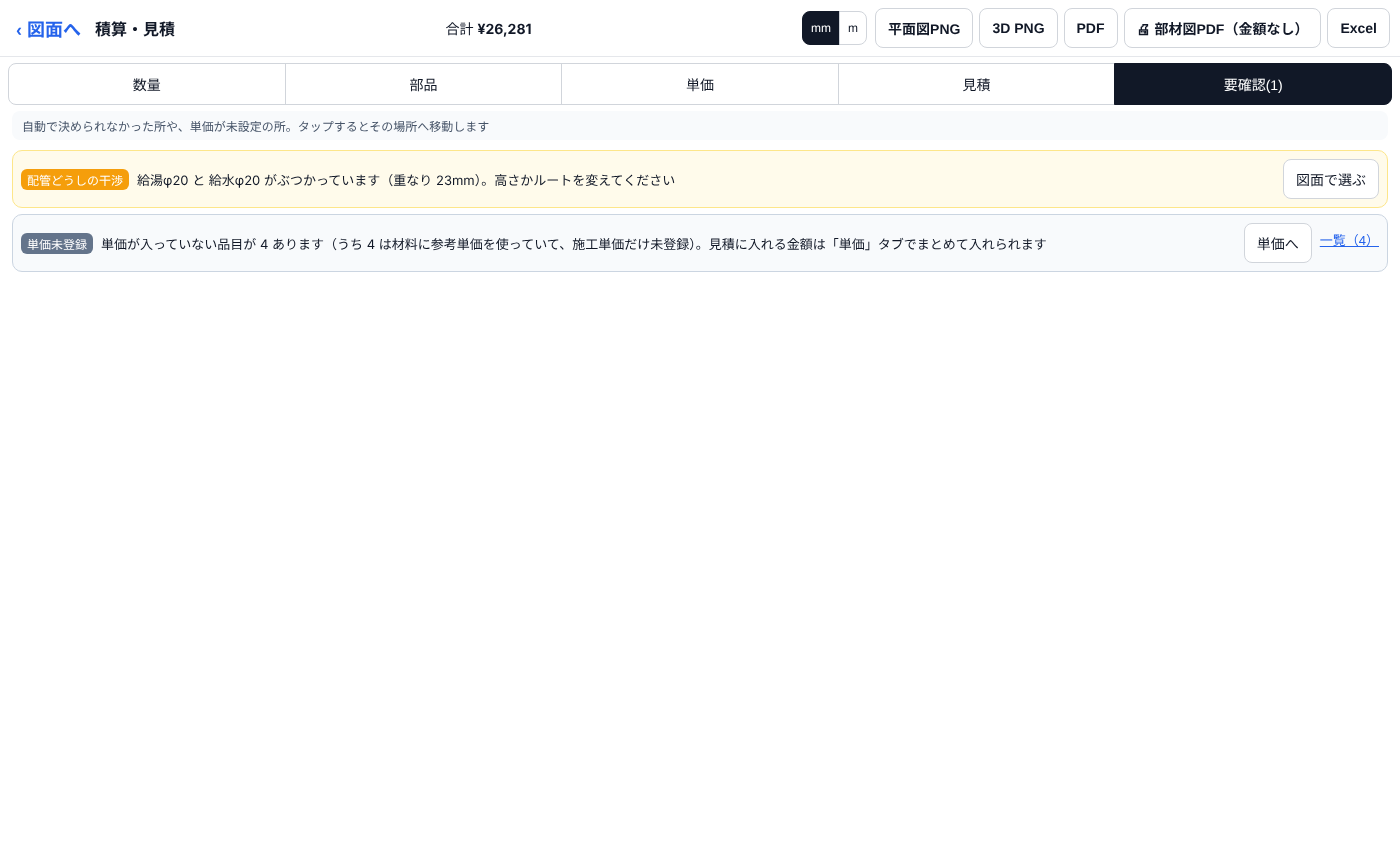 ‹ 図面へ 積算・見積 合計 ¥26,281 mm m 平面図PNG 3D PNG PDF 🖨 部材図PDF（金額なし） Excel
数量 部品 単価 見積 要確認(1)
自動で決められなかった所や、単価が未設定の所。タップするとその場所へ移動します
配管どうしの干渉 給湯φ20 と 給水φ20 がぶつかっています（重なり 23mm）。高さかルートを変えてください 図面で選ぶ
単価未登録 単価が入っていない品目が 4 あります（うち 4 は材料に参考単価を使っていて、施工単価だけ未登録）。見積に入れる金額は「単価」タブでまとめて入れられます 単価へ 一覧（4）